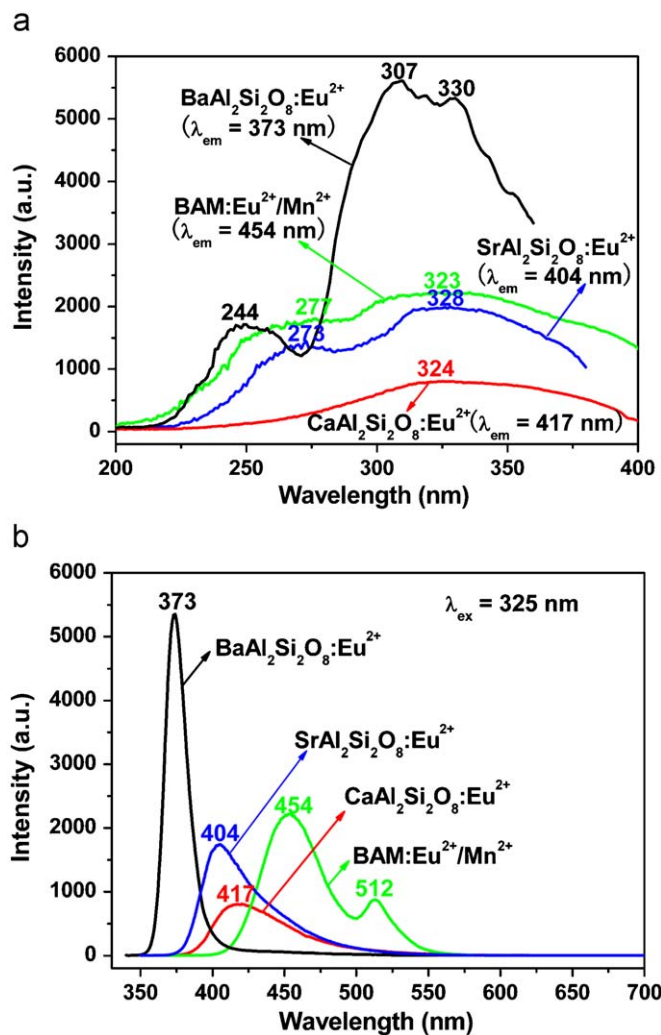 a
6000
5000
4000
3000
2000
1000
0
Intensity (a.u.)
307
330
BaAl₂Si₂O₈:Eu²⁺
(λem = 373 nm)
BAM:Eu²⁺/Mn²⁺
(λem = 454 nm)
SrAl₂Si₂O₈:Eu²⁺
(λem = 404 nm)
244
277
323
273
328
324
CaAl₂Si₂O₈:Eu²⁺(λem = 417 nm)
200 250 300 350 400
Wavelength (nm)
b
6000
5000
4000
3000
2000
1000
0
Intensity (a.u.)
373
λex = 325 nm
BaAl₂Si₂O₈:Eu²⁺
SrAl₂Si₂O₈:Eu²⁺
CaAl₂Si₂O₈:Eu²⁺
454
404
BAM:Eu²⁺/Mn²⁺
417
512
350 400 450 500 550 600 650 700
Wavelength (nm)